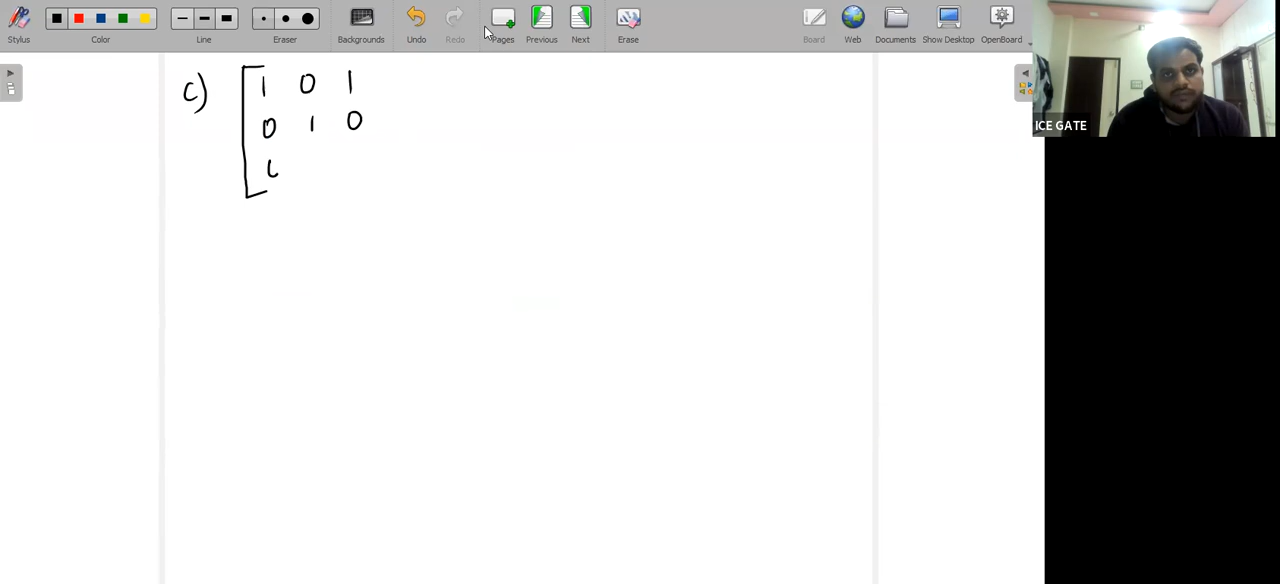 Stylus Color Line Eraser Backgrounds Undo Redo Pages Previous Next Erase Board Web Documents Show Desktop OpenBoard
ICE GATE
c) 1 0 1
0 1 0